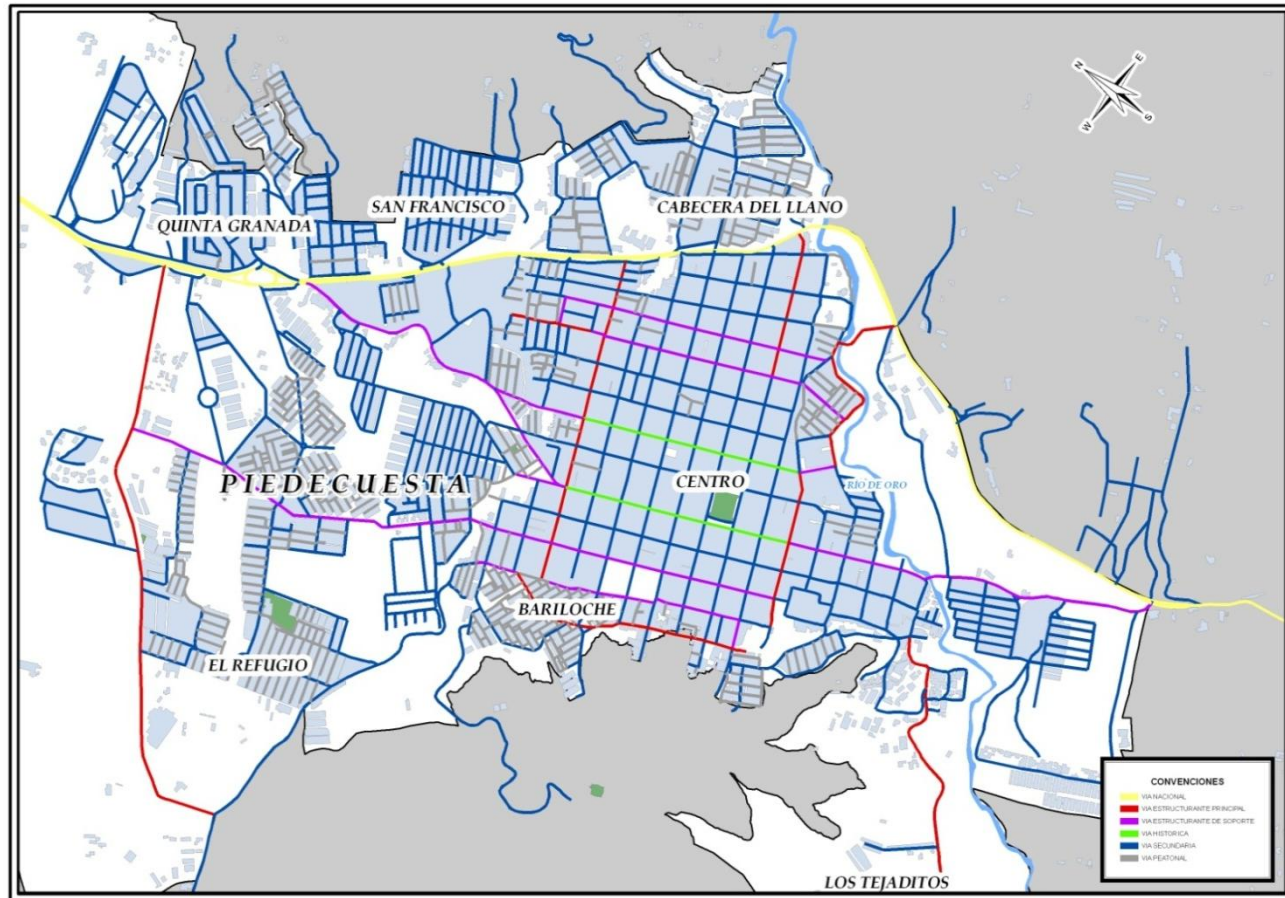 N
E
W
S
SAN FRANCISCO
CABECERA DEL LLANO
QUINTA GRANADA
PIEDECUESTA
CENTRO
RIO DE ORO
BARILOCHE
EL REFUGIO
LOS TEJADITOS
CONVENCIONES
VIA NACIONAL
VIA ESTRUCTURANTE PRINCIPAL
VIA ESTRUCTURANTE DE SOPORTE
VIA HISTORICA
VIA SECUNDARIA
VIA PEATONAL